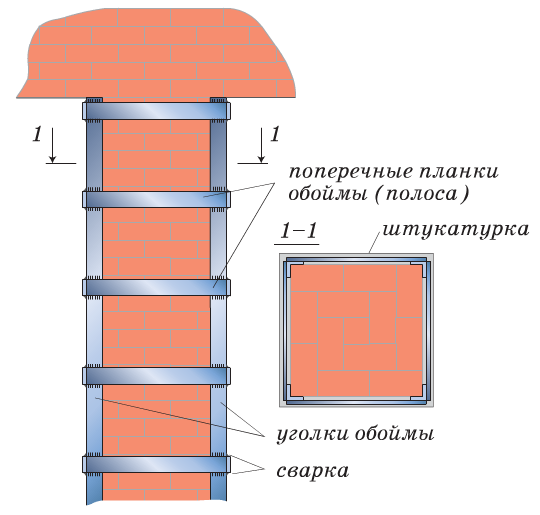 1
1
поперечные планки
обоймы (полоса)
1–1
штукатурка
уголки обоймы
сварка